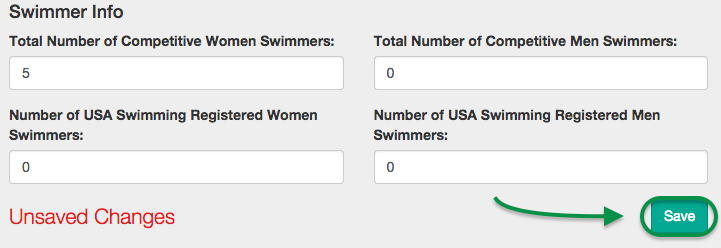 Swimmer Info
Total Number of Competitive Women Swimmers:
Total Number of Competitive Men Swimmers:
5
0
Number of USA Swimming Registered Women
Swimmers:
Number of USA Swimming Registered Men
Swimmers:
0
0
Unsaved Changes
Save